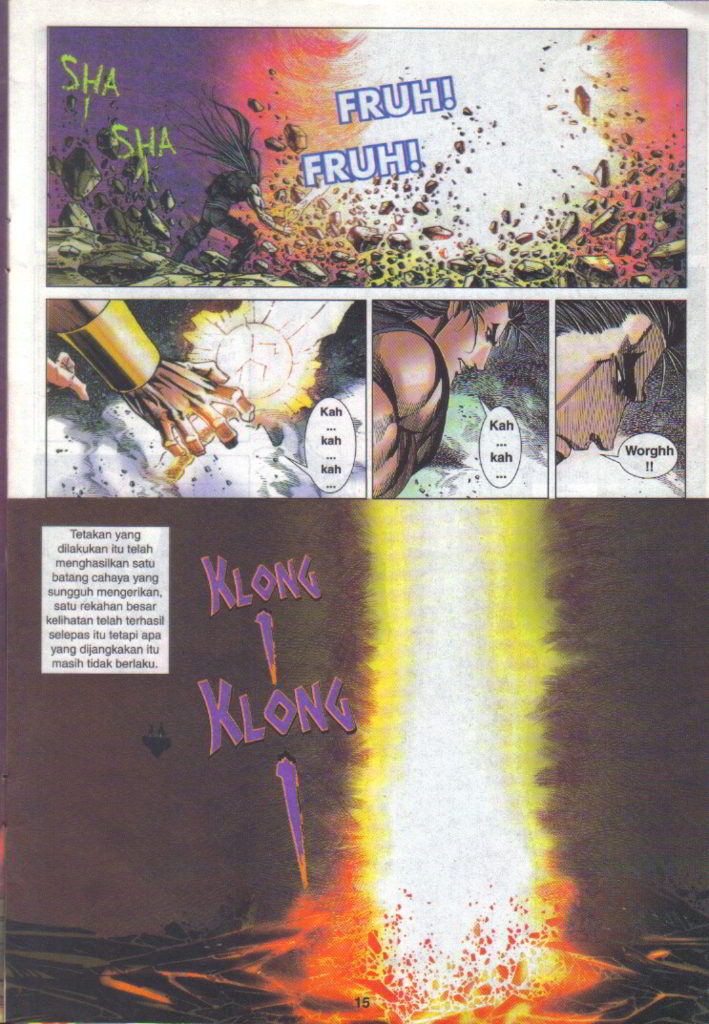 SHA
SHA
FRUH!
FRUH!
Kah
...
kah
...
kah
...
Kah
...
kah
...
Worghh
!!
Tetakan yang
dilakukan itu telah
menghasilkan satu
batang cahaya yang
sungguh mengerikan,
satu rekahan besar
kelihatan telah terhasil
selepas itu tetapi apa
yang dijangkakan itu
masih tidak berlaku.
KLONG
!
KLONG
!
15